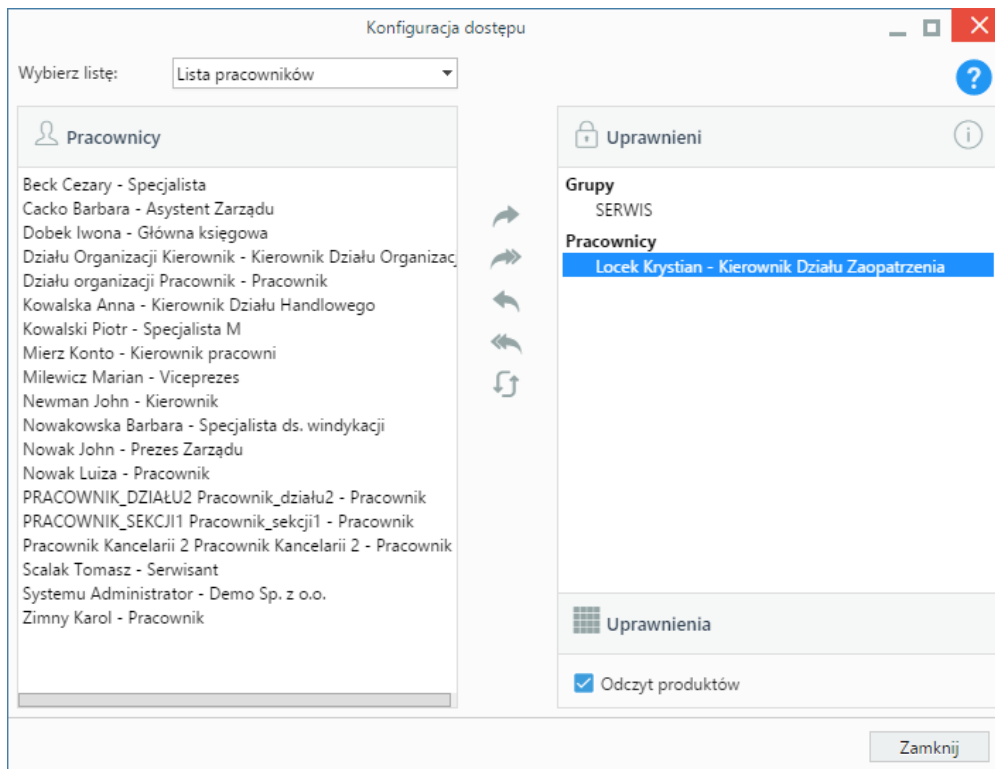 Konfiguracja dostępu
Wybierz listę:
Lista pracowników
?
Pracownicy
Beck Cezary - Specjalista
Cacko Barbara - Asystent Zarządu
Dobek Iwona - Główna księgowa
Działu Organizacji Kierownik - Kierownik Działu Organizac
Działu organizacji Pracownik - Pracownik
Kowalska Anna - Kierownik Działu Handlowego
Kowalski Piotr - Specjalista M
Mierz Konto - Kierownik pracowni
Milewicz Marian - Viceprezes
Newman John - Kierownik
Nowakowska Barbara - Specjalista ds. windykacji
Nowak John - Prezes Zarządu
Nowak Luiza - Pracownik
PRACOWNIK_DZIAŁU2 Pracownik_działu2 - Pracownik
PRACOWNIK_SEKCJI1 Pracownik_sekcji1 - Pracownik
Pracownik Kancelarii 2 Pracownik Kancelarii 2 - Pracownik
Scalak Tomasz - Serwisant
Systemu Administrator - Demo Sp. z o.o.
Zimny Karol - Pracownik
Uprawnieni
i
Grupy
SERWIS
Pracownicy
Locek Krystian - Kierownik Działu Zaopatrzenia
Uprawnienia
Odczyt produktów
Zamknij